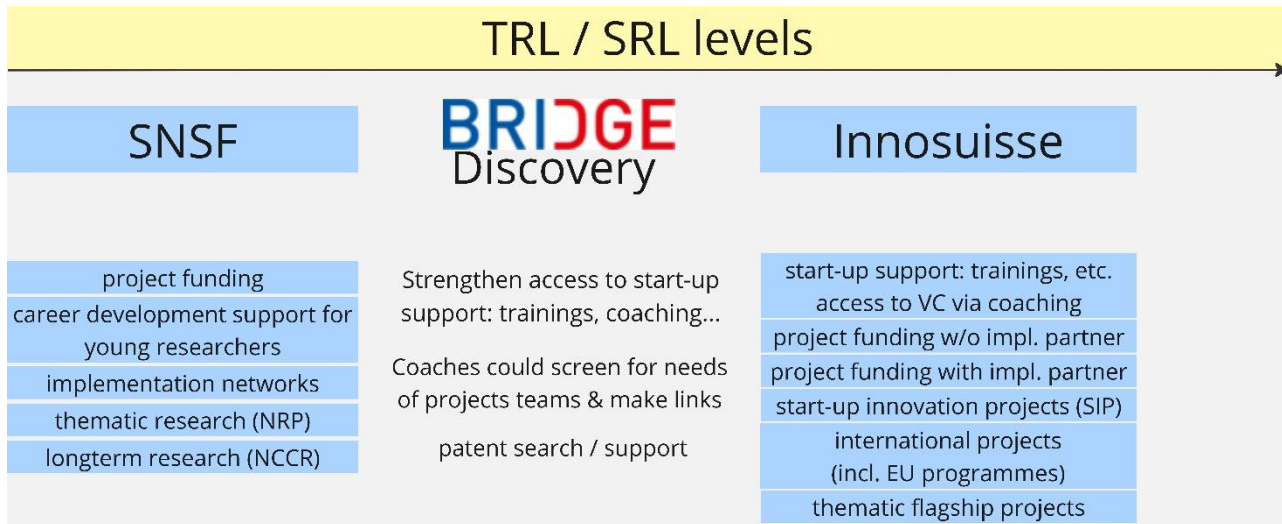 TRL / SRL levels
SNSF
project funding
career development support for
young researchers
implementation networks
thematic research (NRP)
longterm research (NCCR)
BRIDGE
Discovery
Strengthen access to start-up
support: trainings, coaching...
Coaches could screen for needs
of projects teams & make links
patent search / support
Innosuisse
start-up support: trainings, etc.
access to VC via coaching
project funding w/o impl. partner
project funding with impl. partner
start-up innovation projects (SIP)
international projects
(incl. EU programmes)
thematic flagship projects